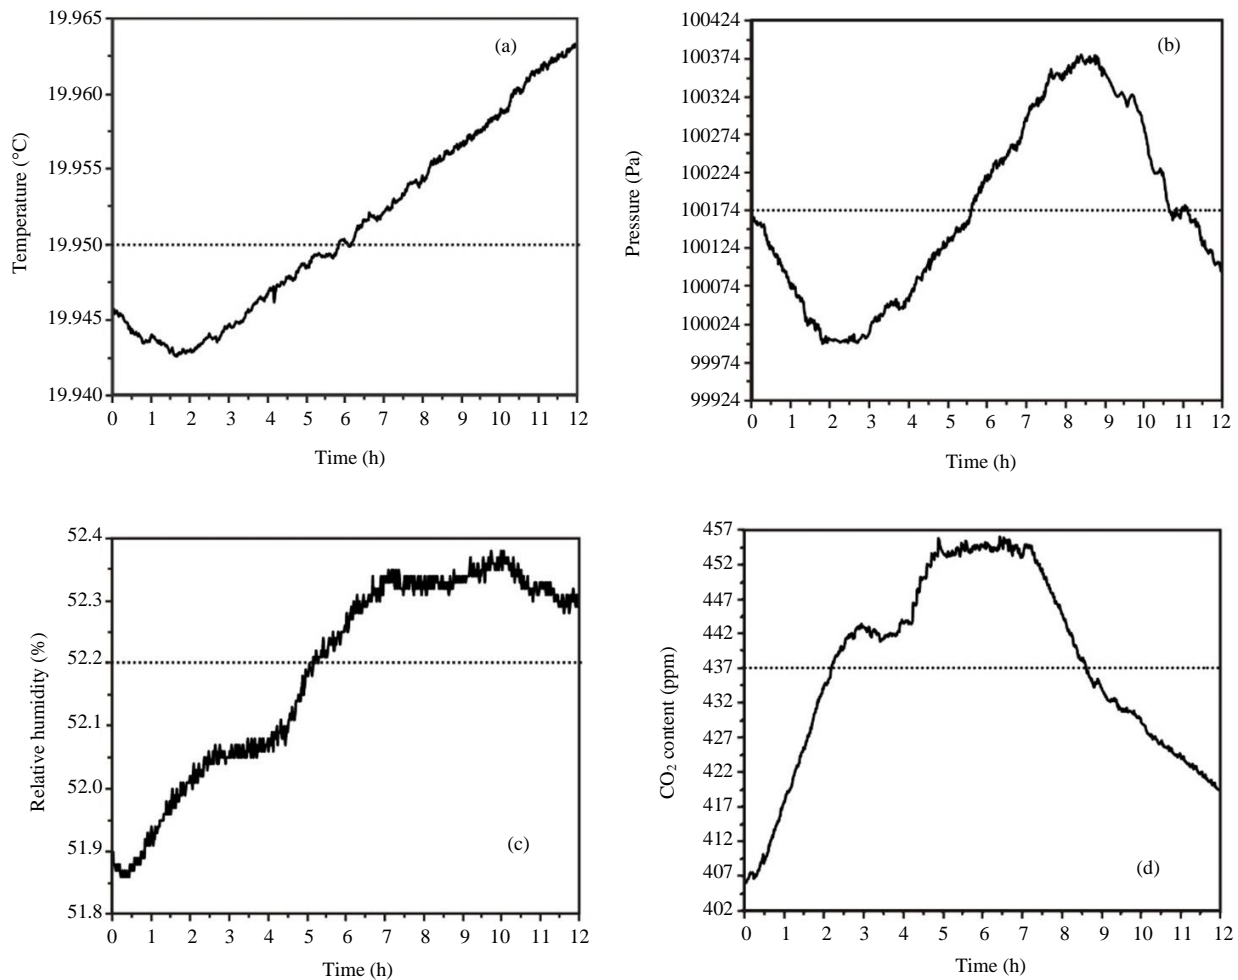 19.965
19.960
19.955
19.950
19.945
19.940
Temperature (°C)
(a)
0 1 2 3 4 5 6 7 8 9 10 11 12
Time (h)
100424
100374
100324
100274
100224
100174
100124
100074
100024
99974
99924
Pressure (Pa)
(b)
0 1 2 3 4 5 6 7 8 9 10 11 12
Time (h)
52.4
52.3
52.2
52.1
52.0
51.9
51.8
Relative humidity (%)
(c)
0 1 2 3 4 5 6 7 8 9 10 11 12
Time (h)
457
452
447
442
437
432
427
422
417
412
407
402
CO₂ content (ppm)
(d)
0 1 2 3 4 5 6 7 8 9 10 11 12
Time (h)